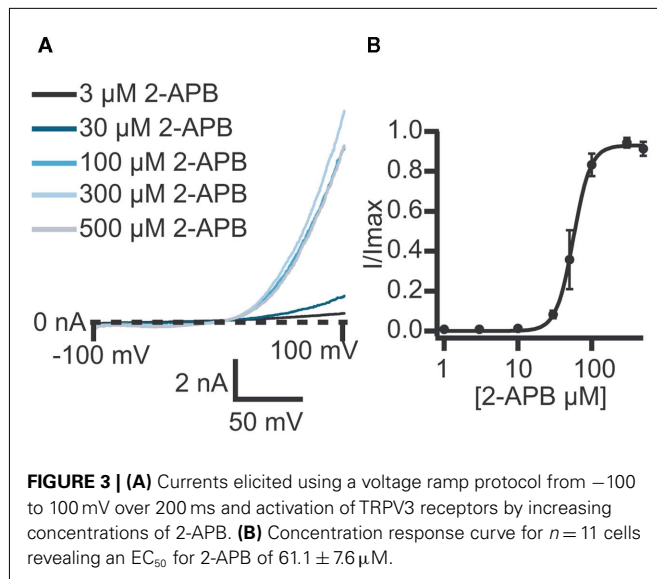 A
B
3 µM 2-APB
30 µM 2-APB
100 µM 2-APB
300 µM 2-APB
500 µM 2-APB
0 nA
-100 mV
100 mV
2 nA
50 mV
I/Imax
1.0
0.8
0.6
0.4
0.2
0.0
1
10
100
[2-APB µM]
FIGURE 3 | (A) Currents elicited using a voltage ramp protocol from −100
to 100 mV over 200 ms and activation of TRPV3 receptors by increasing
concentrations of 2-APB. (B) Concentration response curve for n = 11 cells
revealing an EC₅₀ for 2-APB of 61.1 ± 7.6 µM.